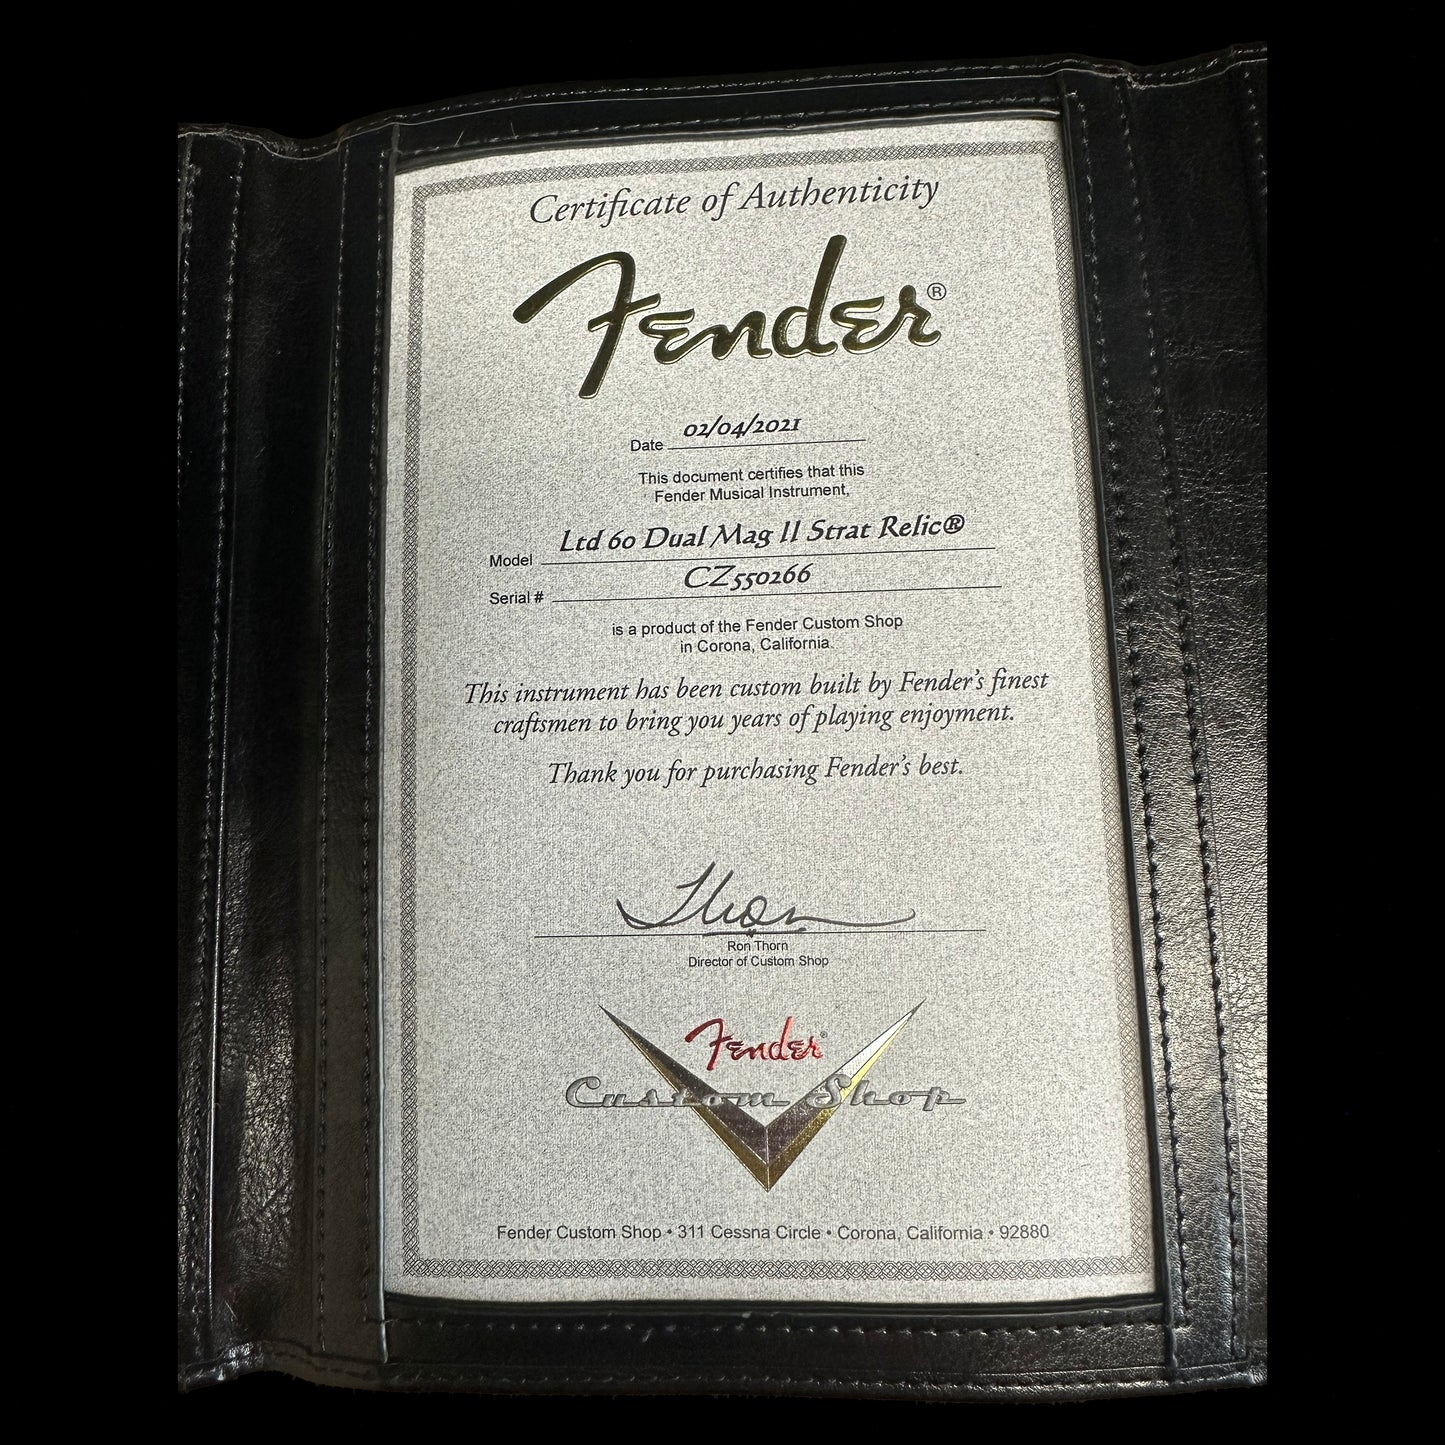 Certificate of Authenticity
Fender®
Date 02/04/2021
This document certifies that this
Fender Musical Instrument,
Model Ltd 60 Dual Mag II Strat Relic®
Serial # CZ550266
is a product of the Fender Custom Shop
in Corona, California.
This instrument has been custom built by Fender's finest
craftsmen to bring you years of playing enjoyment.
Thank you for purchasing Fender's best.
Thorn
Ron Thorn
Director of Custom Shop
Fender®
Custom Shop
Fender Custom Shop • 311 Cessna Circle • Corona, California • 92880